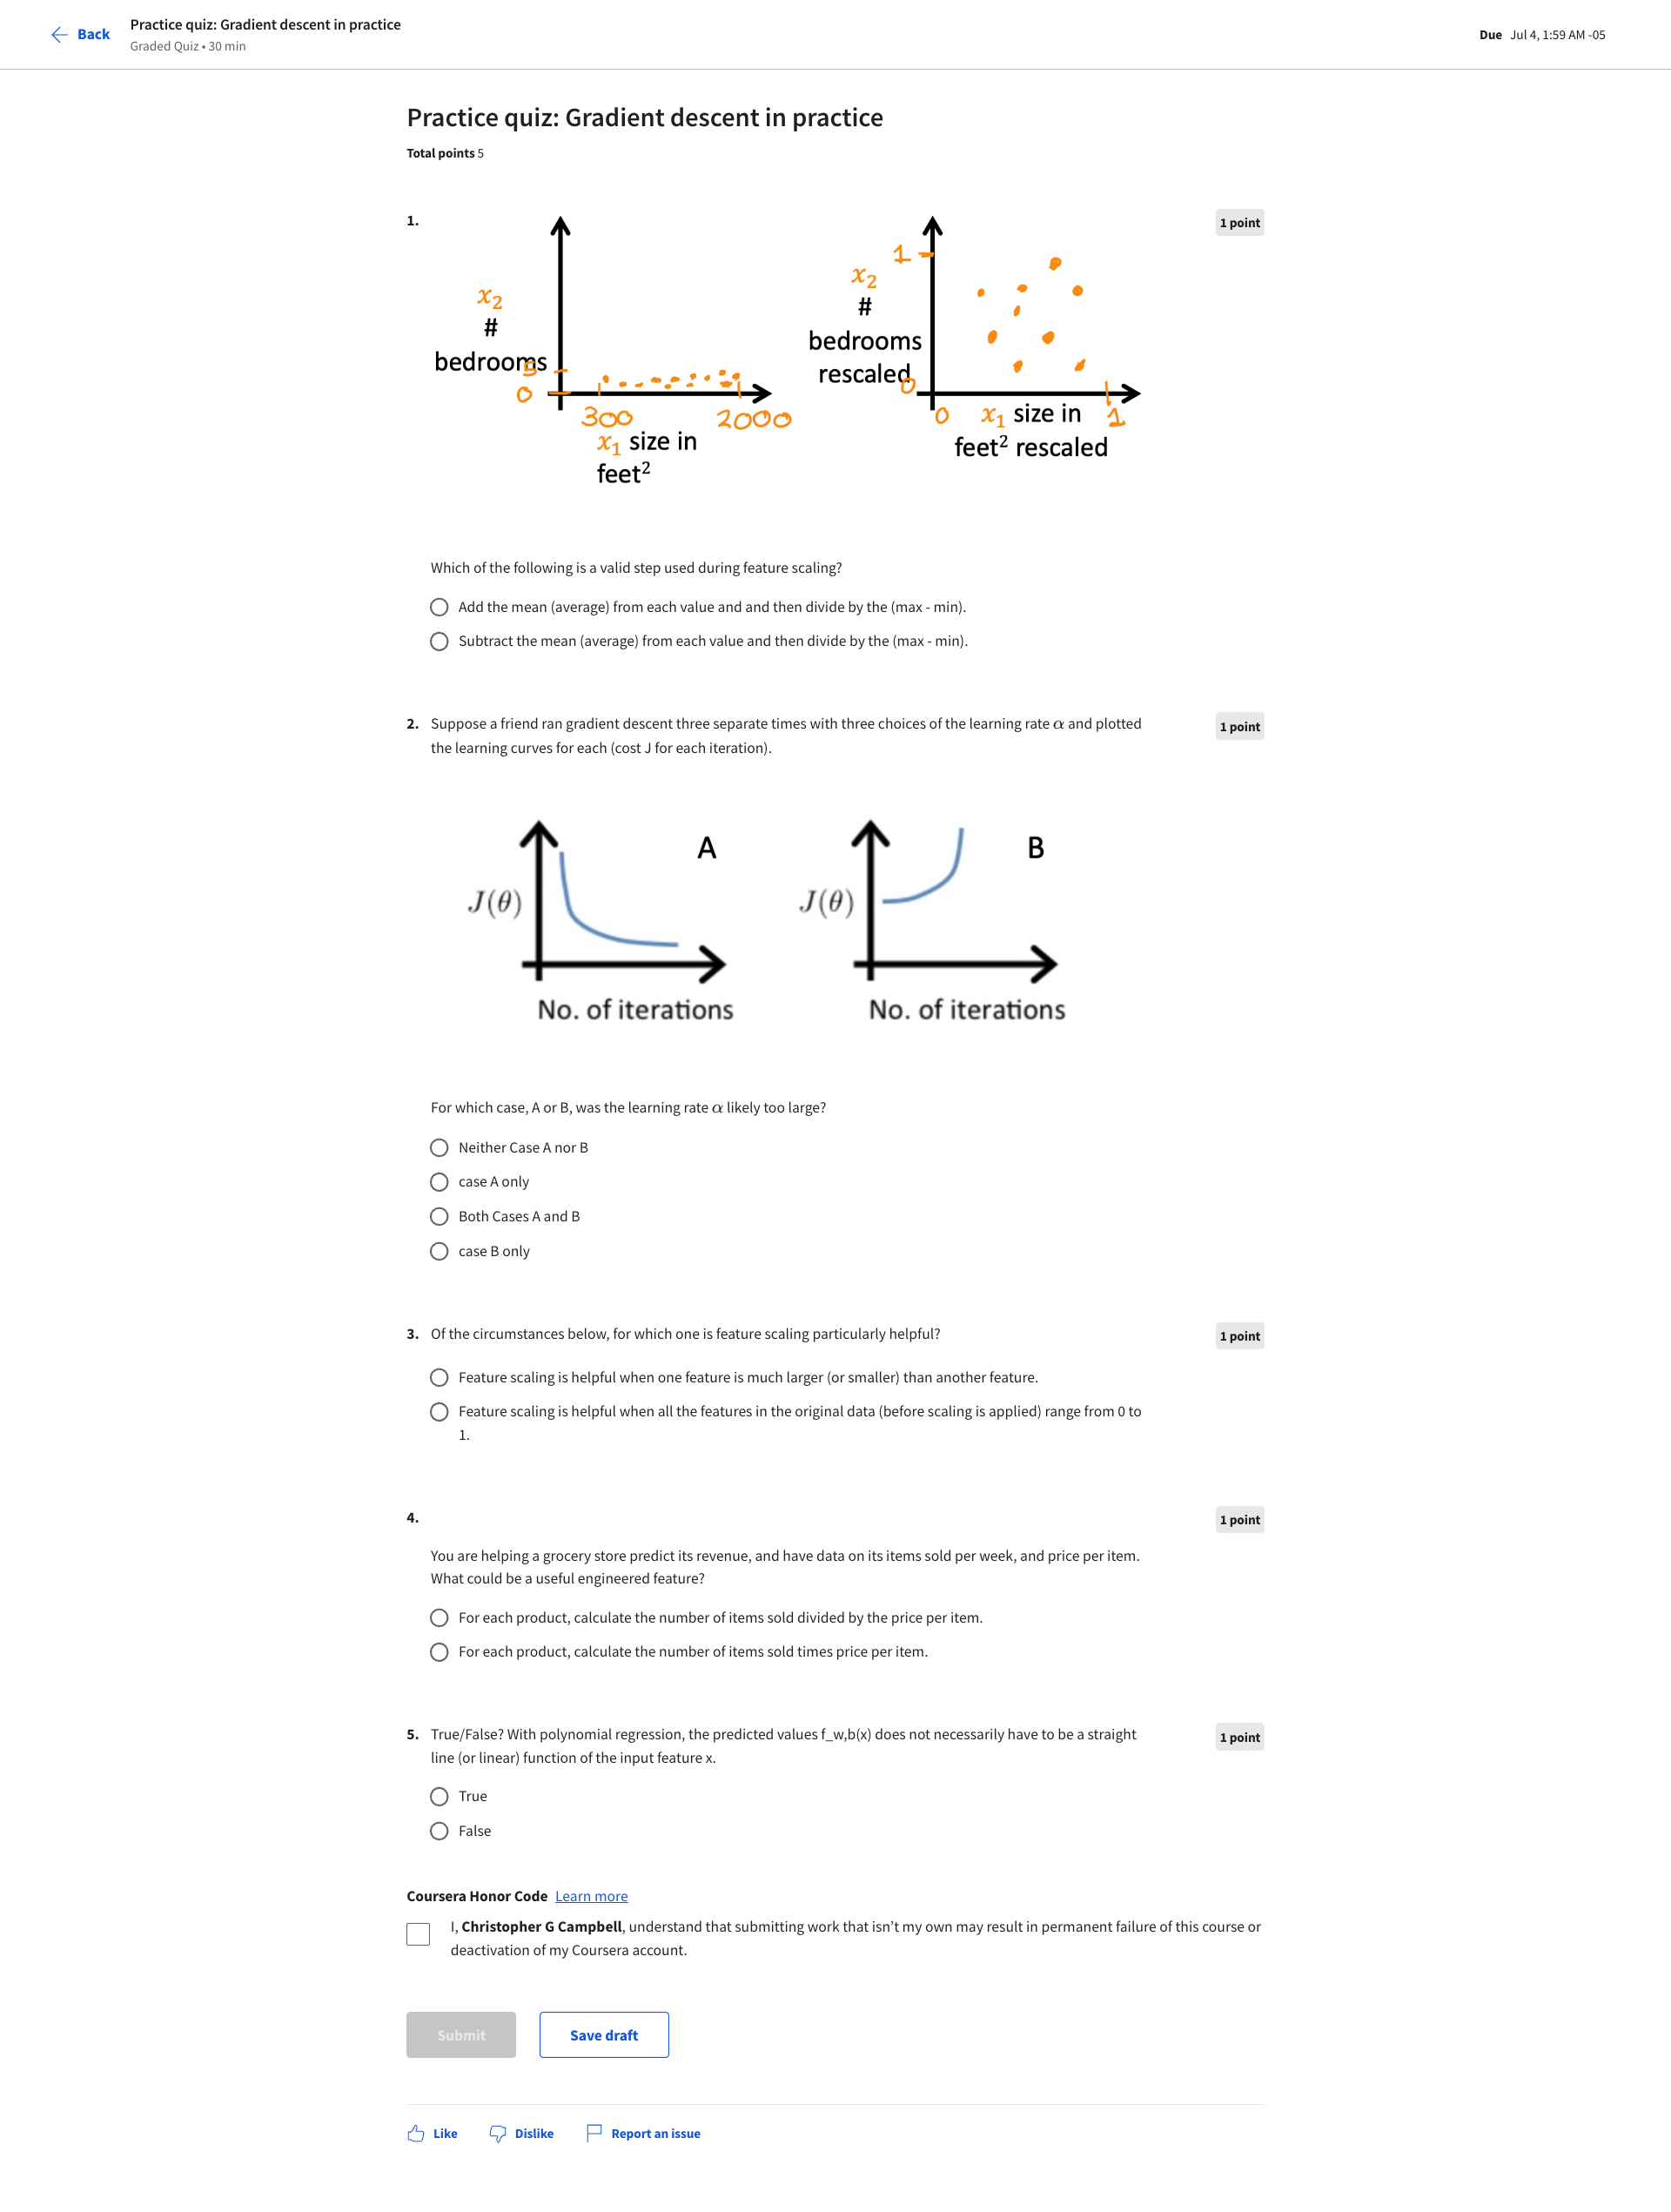 Back
Practice quiz: Gradient descent in practice
Graded Quiz • 30 min
Due Jul 4, 1:59 AM -05
Practice quiz: Gradient descent in practice
Total points 5
1.
1 point
x₂
#
bedrooms
5
0
300
2000
x₁ size in
feet²
1
x₂
#
bedrooms
rescaled
0
0
x₁ size in
1
feet² rescaled
Which of the following is a valid step used during feature scaling?
Add the mean (average) from each value and and then divide by the (max - min).
Subtract the mean (average) from each value and then divide by the (max - min).
2. Suppose a friend ran gradient descent three separate times with three choices of the learning rate α and plotted
the learning curves for each (cost J for each iteration).
1 point
A
J(θ)
No. of iterations
B
J(θ)
No. of iterations
For which case, A or B, was the learning rate α likely too large?
Neither Case A nor B
case A only
Both Cases A and B
case B only
3. Of the circumstances below, for which one is feature scaling particularly helpful?
1 point
Feature scaling is helpful when one feature is much larger (or smaller) than another feature.
Feature scaling is helpful when all the features in the original data (before scaling is applied) range from 0 to
1.
4.
1 point
You are helping a grocery store predict its revenue, and have data on its items sold per week, and price per item.
What could be a useful engineered feature?
For each product, calculate the number of items sold divided by the price per item.
For each product, calculate the number of items sold times price per item.
5. True/False? With polynomial regression, the predicted values f_w,b(x) does not necessarily have to be a straight
line (or linear) function of the input feature x.
1 point
True
False
Coursera Honor Code Learn more
I, Christopher G Campbell, understand that submitting work that isn’t my own may result in permanent failure of this course or
deactivation of my Coursera account.
Submit
Save draft
Like
Dislike
Report an issue